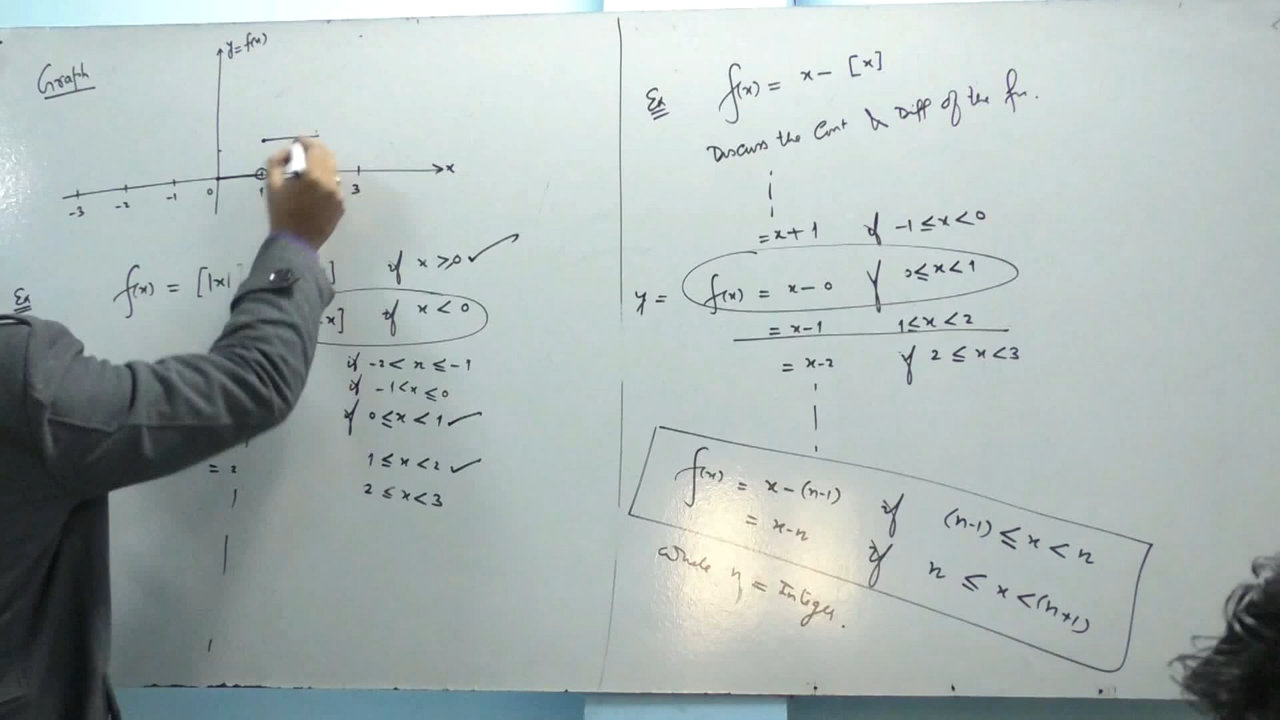 Graph
y=f(x)
x
-3 -2 -1 0 1 3
Ex
f(x) = [|x|] if x≥0 ✓
-x] if x<0
if -2<x≤-1
if -1<x≤0
if 0≤x<1 ✓
= 2 1≤x<2 ✓
2≤x<3
Ex f(x) = x-[x]
Discuss the Cont & Diff of the fn.
= x+1 if -1≤x<0
y = f(x) = x-0 if 0≤x<1
= x-1 1≤x<2
= x-2 if 2≤x<3
f(x) = x-(n-1) if (n-1)≤x<n
= x-n if n≤x<(n+1)
where n = Integer.